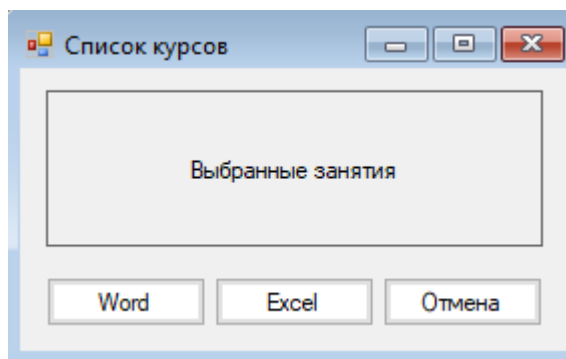 Список курсов
Выбранные занятия
Word Excel Отмена